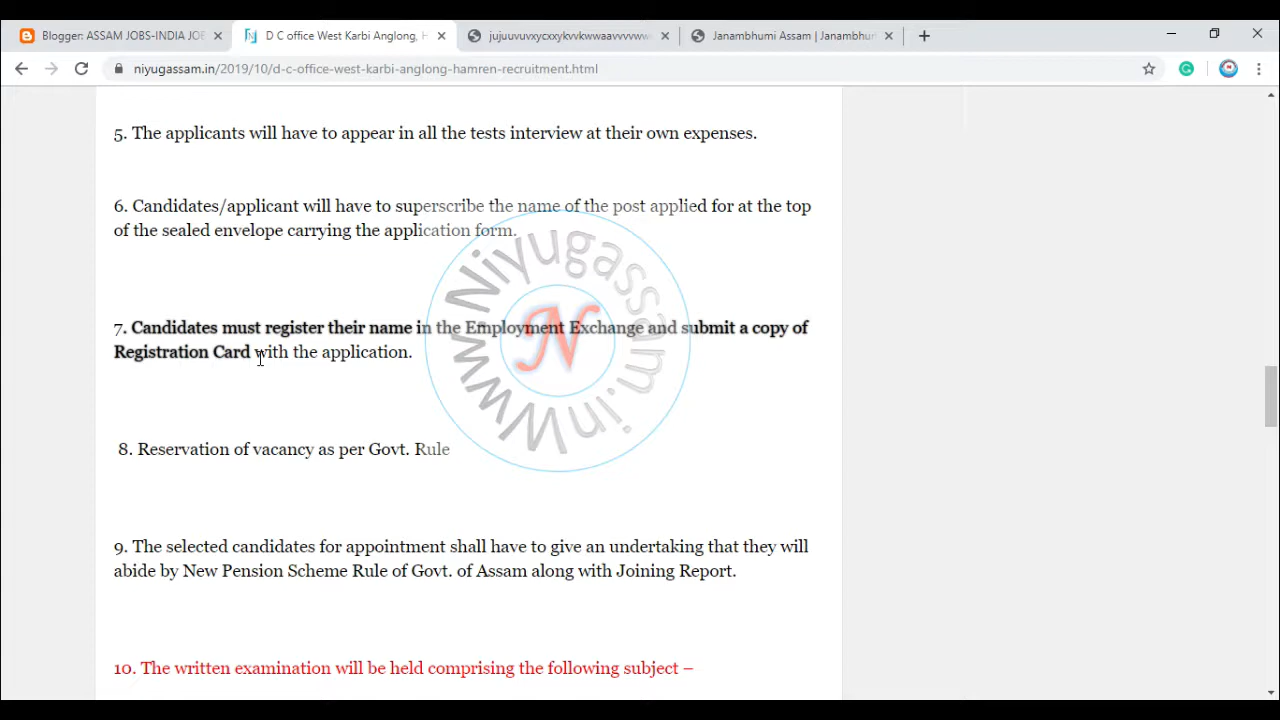 Blogger: ASSAM JOBS-INDIA JOB
D C office West Karbi Anglong, H
jujuuvuvxycxxykvvkwwaavvvvww
Janambhumi Assam | Janambhum
niyugassam.in/2019/10/d-c-office-west-karbi-anglong-hamren-recruitment.html
5. The applicants will have to appear in all the tests interview at their own expenses.
6. Candidates/applicant will have to superscribe the name of the post applied for at the top
of the sealed envelope carrying the application form.
7. Candidates must register their name in the Employment Exchange and submit a copy of
Registration Card with the application.
8. Reservation of vacancy as per Govt. Rule
9. The selected candidates for appointment shall have to give an undertaking that they will
abide by New Pension Scheme Rule of Govt. of Assam along with Joining Report.
10. The written examination will be held comprising the following subject –
Www.Niyugassam.in
N